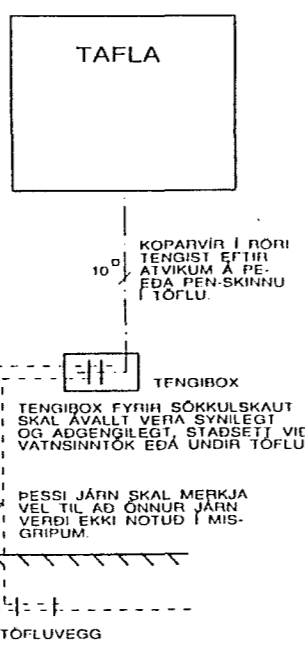 TAFLA
KOPARVÍR Í RÖRI
TENGIST EFTIR
ATVIKUM Á PE-
EÐA PEN-SKINNU
Í TÖFLU.
10
TENGIBOX
TENGIBOX FYRIR SÖKKULSKAUT
SKAL ÁVALLT VERA SÝNILEGT
OG AÐGENGILEGT, STAÐSETT VIÐ
VATNSINNTÖK EÐA UNDIR TÖFLU
ÞESSI JÁRN SKAL MERKJA
VEL TIL AÐ ÖNNUR JÁRN
VERÐI EKKI NOTUÐ Í MIS-
GRIPUM.
TÖFLUVEGG